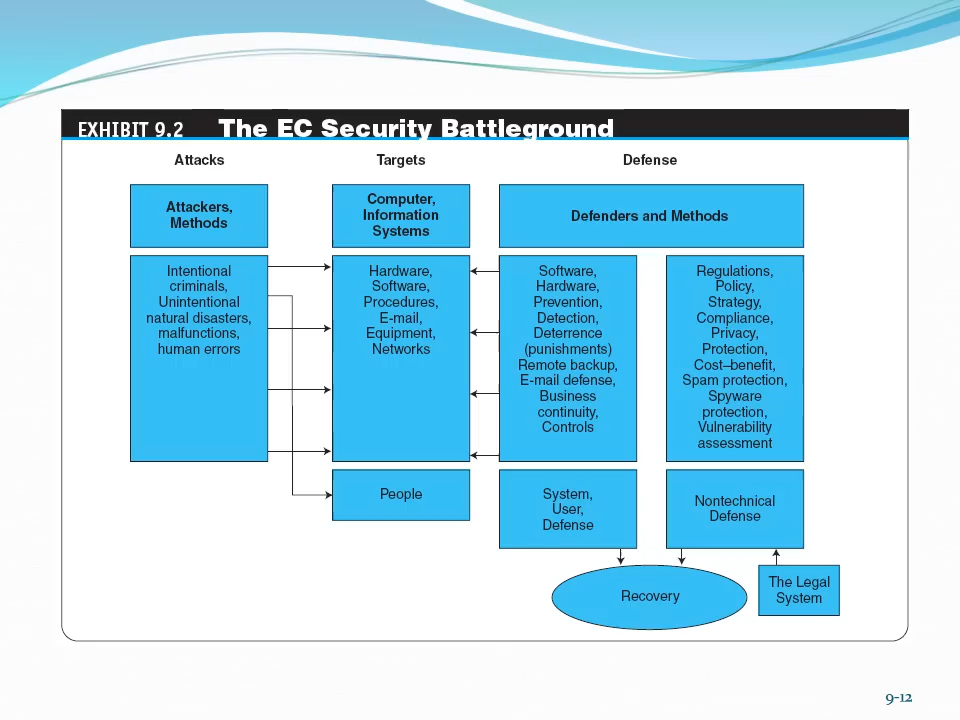 EXHIBIT 9.2 The EC Security Battleground
Attacks
Targets
Defense
Attackers,
Methods
Computer,
Information
Systems
Defenders and Methods
Intentional
criminals,
Unintentional
natural disasters,
malfunctions,
human errors
Hardware,
Software,
Procedures,
E-mail,
Equipment,
Networks
Software,
Hardware,
Prevention,
Detection,
Deterrence
(punishments)
Remote backup,
E-mail defense,
Business
continuity,
Controls
Regulations,
Policy,
Strategy,
Compliance,
Privacy,
Protection,
Cost–benefit,
Spam protection,
Spyware
protection,
Vulnerability
assessment
People
System,
User,
Defense
Nontechnical
Defense
Recovery
The Legal
System
9-12